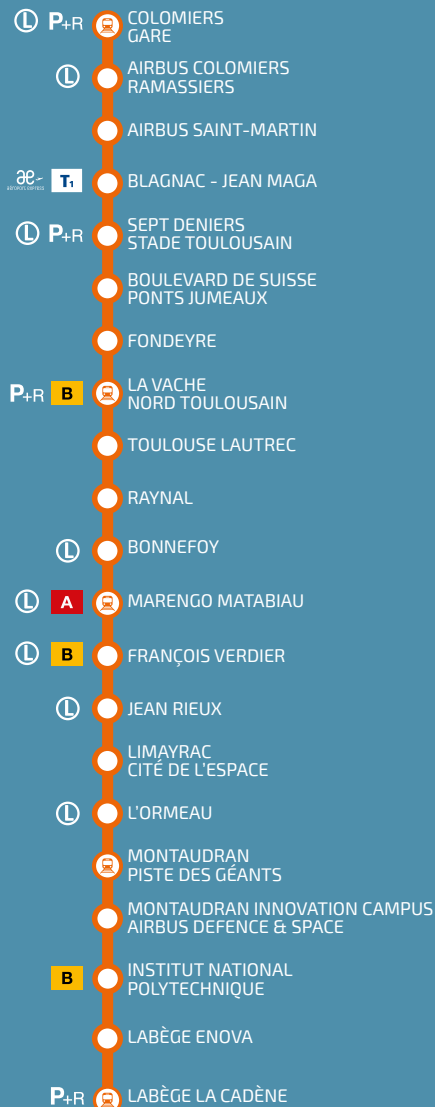 L P+R COLOMIERS
GARE
L AIRBUS COLOMIERS
RAMASSIERS
AIRBUS SAINT-MARTIN
æ T1 BLAGNAC - JEAN MAGA
L P+R SEPT DENIERS
STADE TOULOUSAIN
BOULEVARD DE SUISSE
PONTS JUMEAUX
FONDEYRE
P+R B LA VACHE
NORD TOULOUSAIN
TOULOUSE LAUTREC
RAYNAL
L BONNEFOY
L A MARENGO MATABIAU
L B FRANÇOIS VERDIER
L JEAN RIEUX
LIMAYRAC
CITÉ DE L'ESPACE
L L'ORMEAU
MONTAUDRAN
PISTE DES GÉANTS
MONTAUDRAN INNOVATION CAMPUS
AIRBUS DEFENCE & SPACE
B INSTITUT NATIONAL
POLYTECHNIQUE
LABÈGE ENOVA
P+R LABÈGE LA CADÈNE